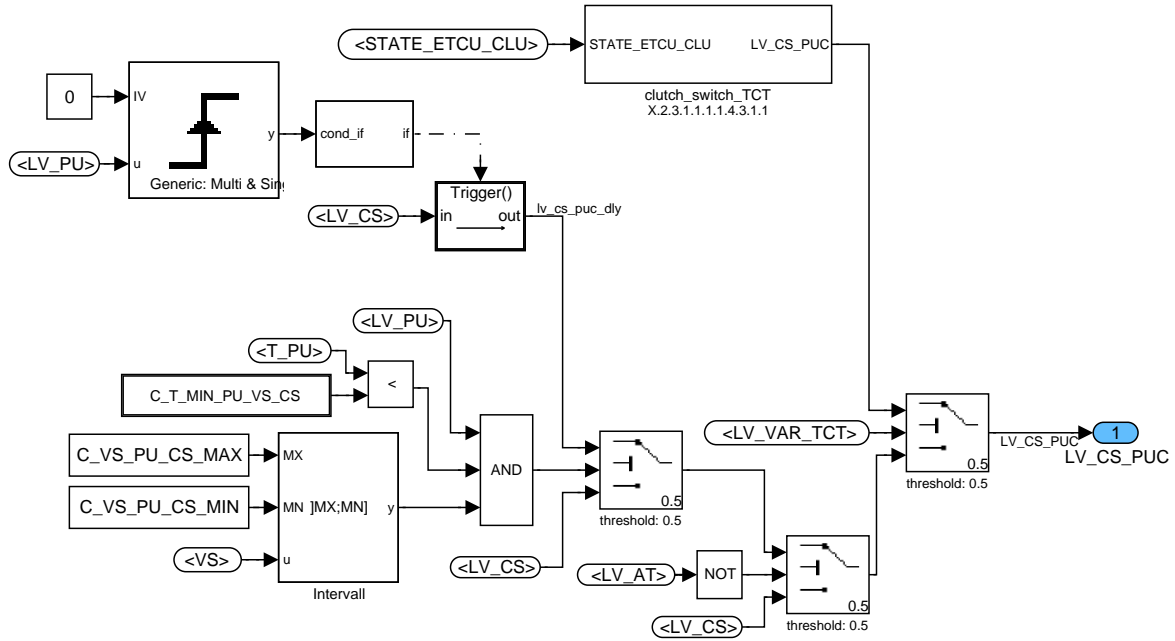 <STATE_ETCU_CLU>
STATE_ETCU_CLU
LV_CS_PUC
clutch_switch_TCT
X.2.3.1.1.1.1.4.3.1.1
0
IV
<LV_PU>
u
y
Generic: Multi & Sin
cond_if
if
Trigger()
<LV_CS>
in
out
lv_cs_puc_dly
<LV_PU>
<T_PU>
C_T_MIN_PU_VS_CS
<
C_VS_PU_CS_MAX
MX
C_VS_PU_CS_MIN
MN
]MX;MN]
y
<VS>
u
Intervall
AND
<LV_CS>
0.5
threshold: 0.5
<LV_AT>
NOT
<LV_CS>
0.5
threshold: 0.5
<LV_VAR_TCT>
0.5
threshold: 0.5
LV_CS_PUC
1
LV_CS_PUC